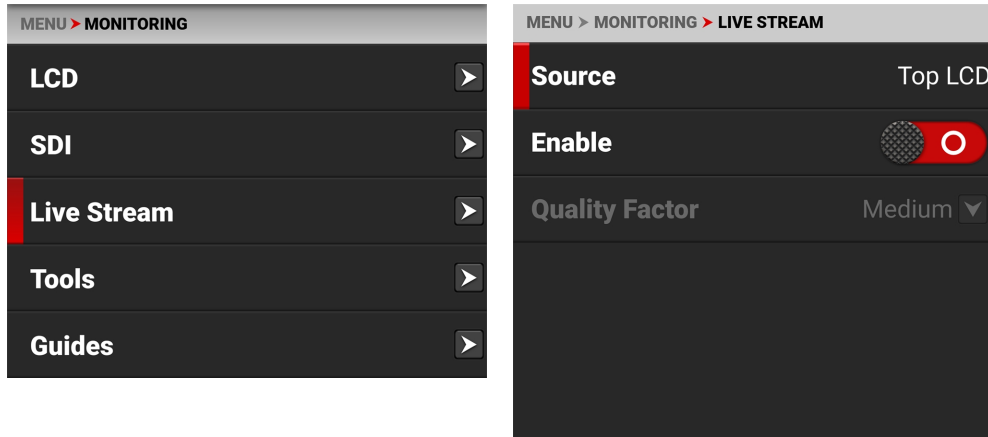 MENU MONITORING
LCD
SDI
Live Stream
Tools
Guides
MENU MONITORING LIVE STREAM
Source Top LCD
Enable
Quality Factor Medium